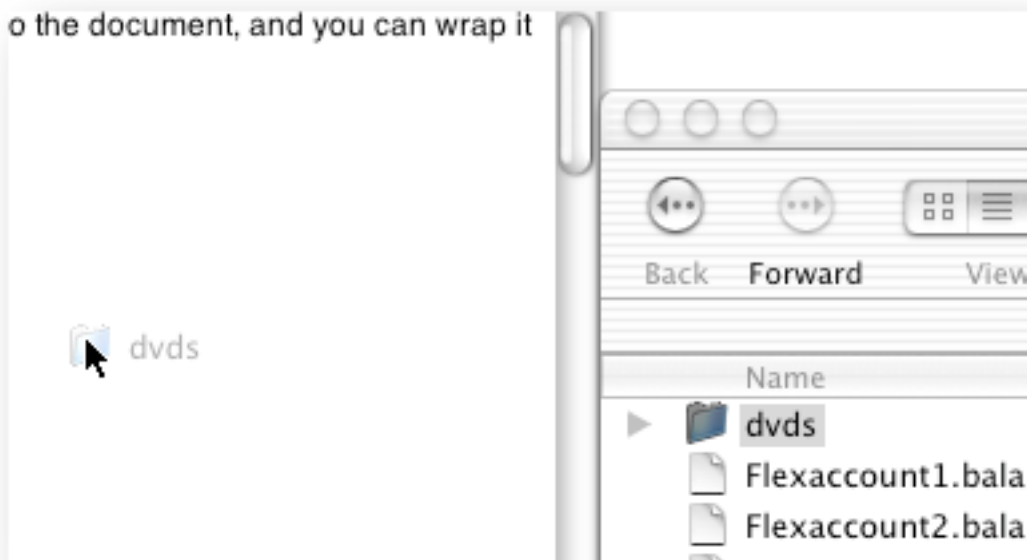 o the document, and you can wrap it
dvds
Back Forward View
Name
dvds
Flexaccount1.bala
Flexaccount2.bala